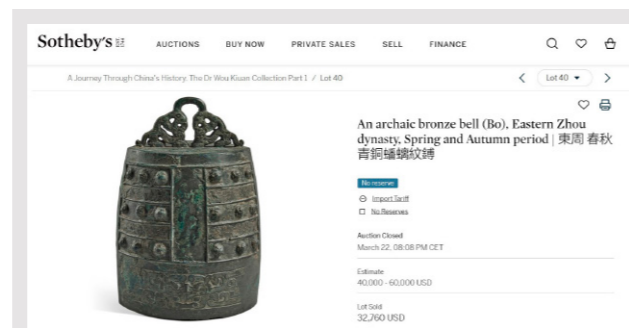 Sotheby's EST. 1744 AUCTIONS BUY NOW PRIVATE SALES SELL FINANCE
A Journey Through China's History. The Dr Wou Kiuan Collection Part 1 / Lot 40
Lot 40
An archaic bronze bell (Bo), Eastern Zhou
dynasty, Spring and Autumn period | 東周 春秋
青銅蟠螭紋鎛
No reserve
Import Tariff
No Reserves
Auction Closed
March 22, 08:08 PM CET
Estimate
40,000 - 60,000 USD
Lot Sold
32,760 USD